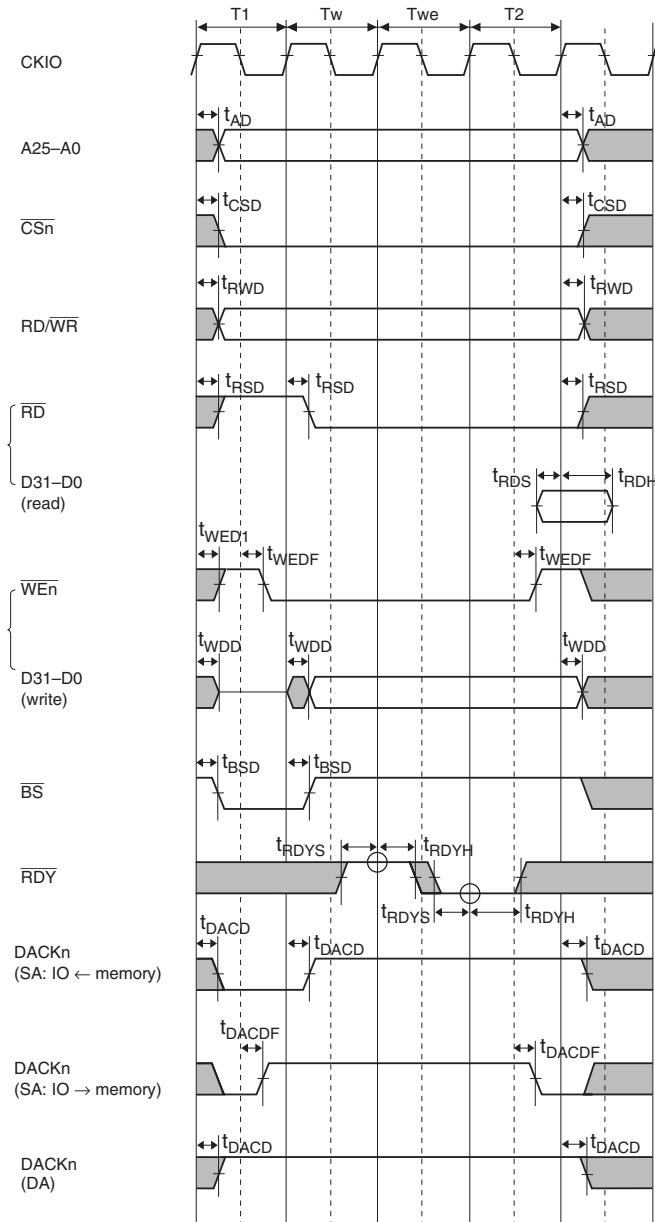 T1 Tw Twe T2
CKIO
tAD tAD
A25–A0
tCSD tCSD
CSn
tRWD tRWD
RD/WR
tRSD tRSD tRSD
RD
tRDS tRDH
D31–D0
(read)
tWED1 tWEDF tWEDF
WEn
tWDD tWDD tWDD
D31–D0
(write)
tBSD tBSD
BS
tRDYS tRDYH
RDY
tRDYS tRDYH
tDACD tDACD tDACD
DACKn
(SA: IO ← memory)
tDACDF tDACDF
DACKn
(SA: IO → memory)
tDACD tDACD
DACKn
(DA)